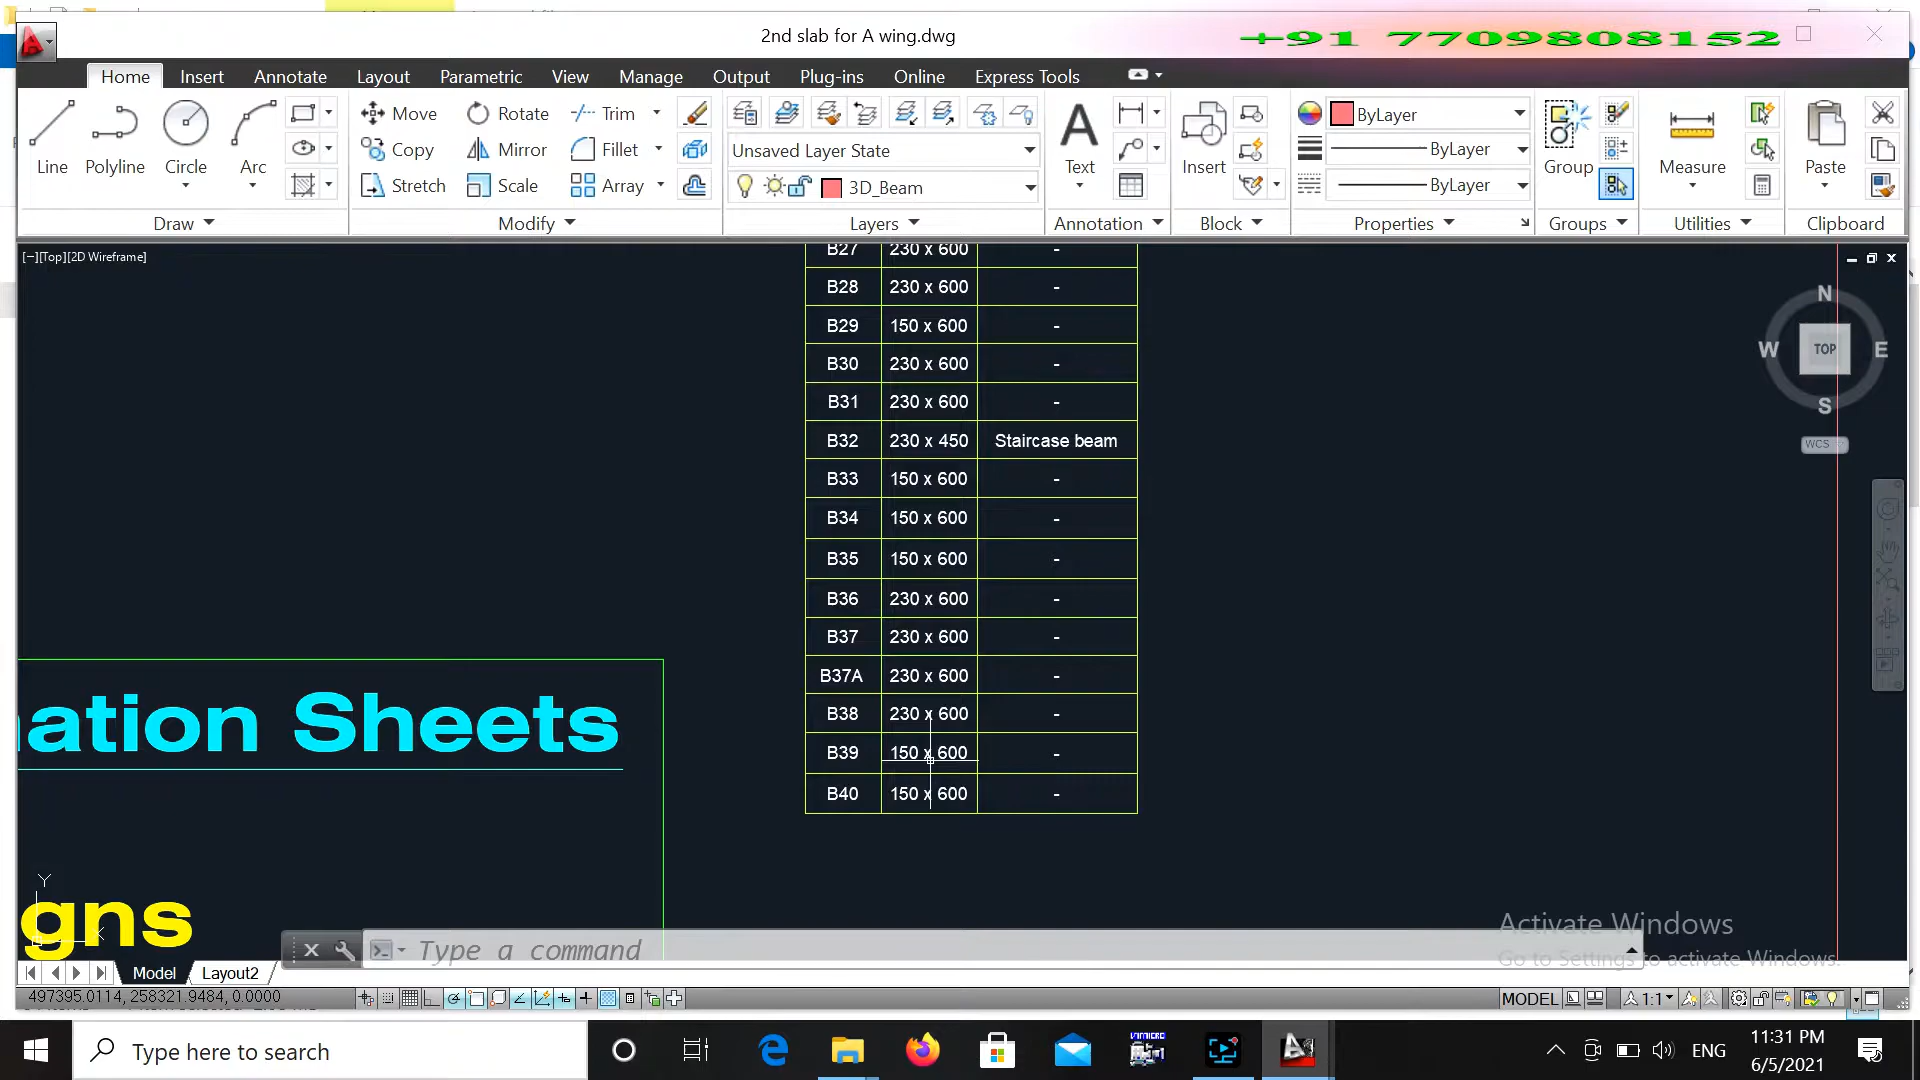 2nd slab for A wing.dwg
+91 7709808152
Home Insert Annotate Layout Parametric View Manage Output Plug-ins Online Express Tools
Line Polyline Circle Arc
Move Rotate Trim
Copy Mirror Fillet
Stretch Scale Array
Unsaved Layer State
3D_Beam
Text
Insert
ByLayer
ByLayer
ByLayer
Group
Measure
Paste
Draw Modify Layers Annotation Block Properties Groups Utilities Clipboard
[−][Top][2D Wireframe]
B27 230 x 600 -
B28 230 x 600 -
B29 150 x 600 -
B30 230 x 600 -
B31 230 x 600 -
B32 230 x 450 Staircase beam
B33 150 x 600 -
B34 150 x 600 -
B35 150 x 600 -
B36 230 x 600 -
B37 230 x 600 -
B37A 230 x 600 -
B38 230 x 600 -
B39 150 x 600 -
B40 150 x 600 -
N
W TOP E
S
WCS
nation Sheets
gns
Y
X
Type a command
Activate Windows
Go to Settings to activate Windows.
Model Layout2
497395.0114, 258321.9484, 0.0000
MODEL 1:1
Type here to search
VIMICRO
ENG
11:31 PM
6/5/2021